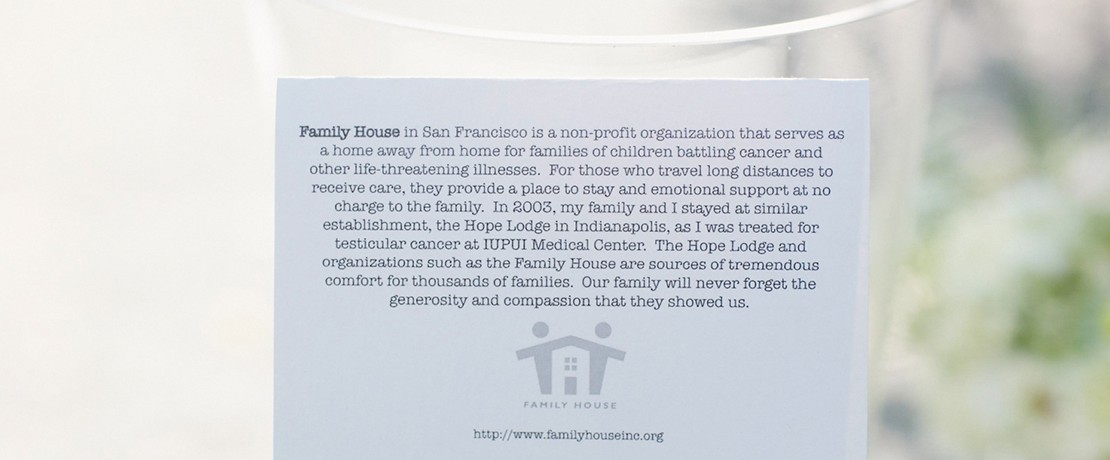 Family House in San Francisco is a non-profit organization that serves as
a home away from home for families of children battling cancer and
other life-threatening illnesses. For those who travel long distances to
receive care, they provide a place to stay and emotional support at no
charge to the family. In 2003, my family and I stayed at similar
establishment, the Hope Lodge in Indianapolis, as I was treated for
testicular cancer at IUPUI Medical Center. The Hope Lodge and
organizations such as the Family House are sources of tremendous
comfort for thousands of families. Our family will never forget the
generosity and compassion that they showed us.
FAMILY HOUSE
http://www.familyhouseinc.org